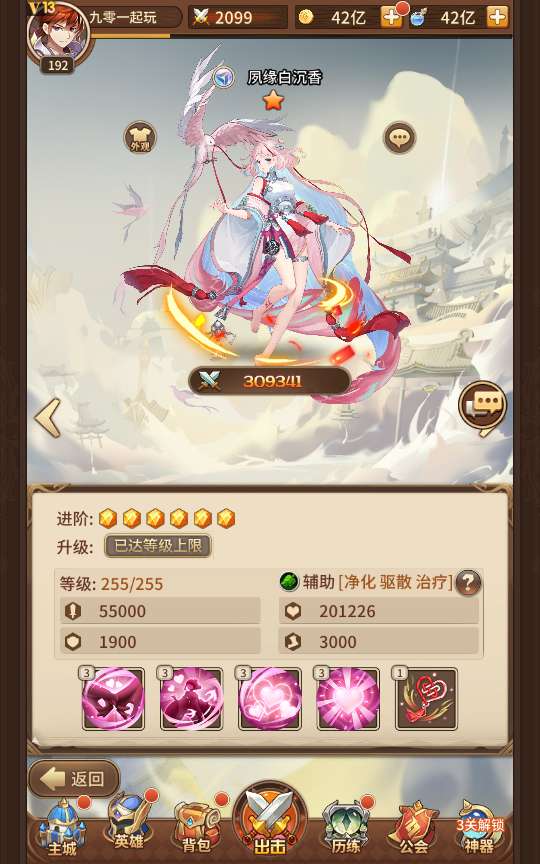 V13
九零一起玩
2099
42亿
42亿
192
夙缘白沉香
外观
309341
进阶:
升级:
已达等级上限
等级: 255/255
辅助 [净化 驱散 治疗]
?
55000
201226
1900
3000
3
3
3
3
1
返回
主城
英雄
背包
出击
历练
公会
3关解锁
神器